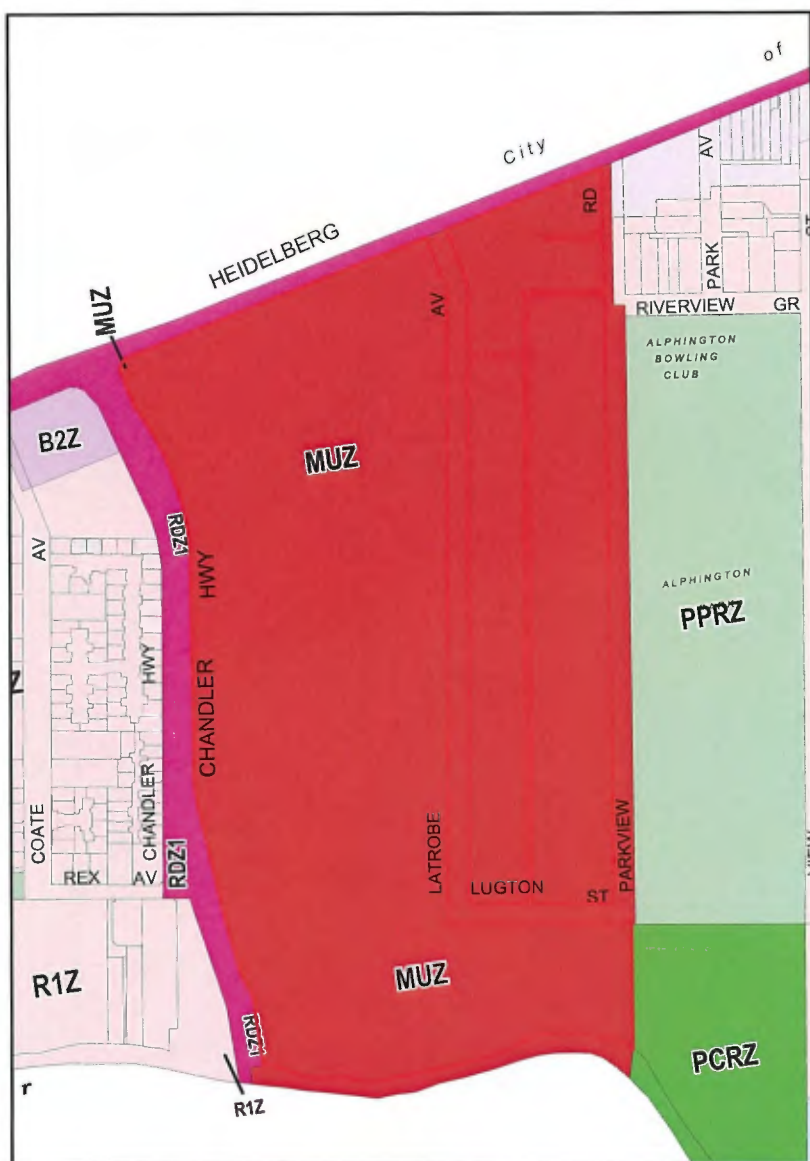 of
City
HEIDELBERG
RD
AV
PARK
MUZ
AV
RIVERVIEW GR
ALPHINGTON
BOWLING
CLUB
B2Z
MUZ
RDZ1
AV
HWY
ALPHINGTON
PPRZ
Z
HWY
CHANDLER
CHANDLER
COATE
RDZ1
LATROBE
PARKVIEW
REX AV
LUGTON
ST
R1Z
MUZ
RDZ1
PCRZ
r
R1Z